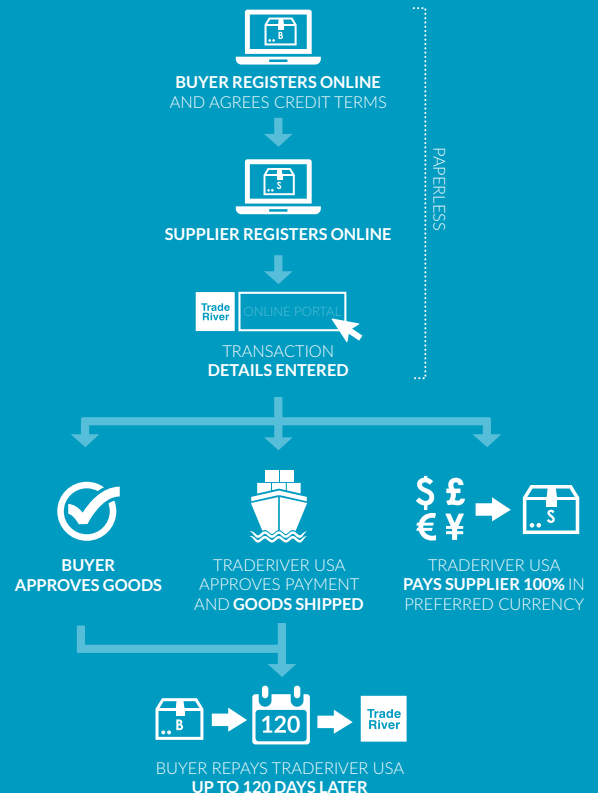 B
BUYER REGISTERS ONLINE
AND AGREES CREDIT TERMS
PAPERLESS
S
SUPPLIER REGISTERS ONLINE
Trade
River
ONLINE PORTAL
TRANSACTION
DETAILS ENTERED
BUYER
APPROVES GOODS
TRADERIVER USA
APPROVES PAYMENT
AND GOODS SHIPPED
$ £
€ ¥
S
TRADERIVER USA
PAYS SUPPLIER 100% IN
PREFERRED CURRENCY
B
120
Trade
River
BUYER REPAYS TRADERIVER USA
UP TO 120 DAYS LATER